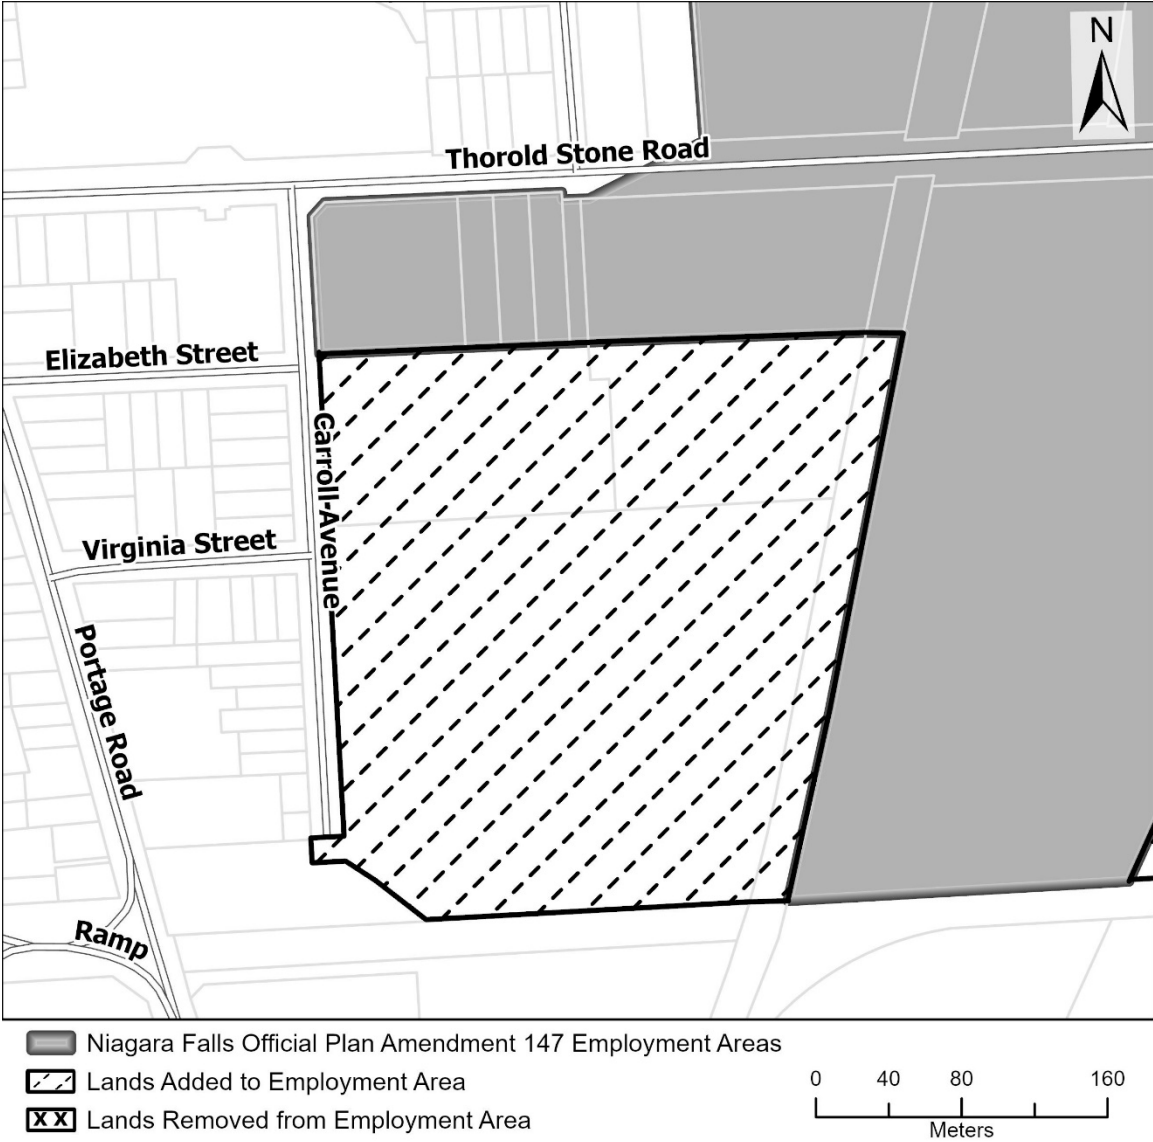 N
Thorold Stone Road
Elizabeth Street
Carroll-Avenue
Virginia Street
Portage Road
Ramp
Niagara Falls Official Plan Amendment 147 Employment Areas
Lands Added to Employment Area
XX Lands Removed from Employment Area
0 40 80 160
Meters